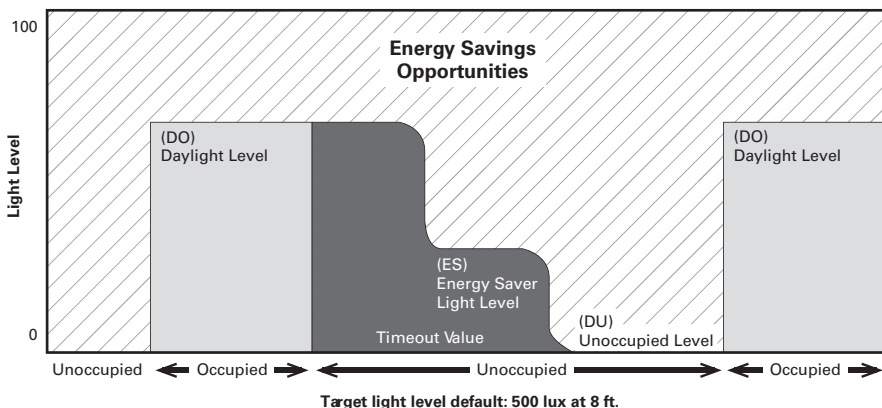 100
Energy Savings
Opportunities
(DO)
Daylight Level
(DO)
Daylight Level
Light Level
(ES)
Energy Saver
Light Level
(DU)
Unoccupied Level
Timeout Value
0
Unoccupied
Occupied
Unoccupied
Occupied
Target light level default: 500 lux at 8 ft.